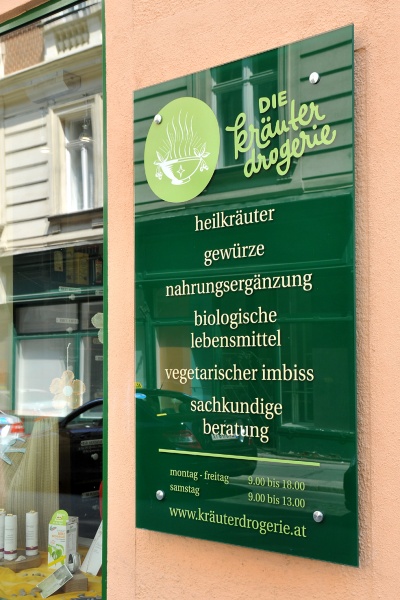 DIE
kräuter
drogerie
heilkräuter
gewürze
nahrungsergänzung
biologische
lebensmittel
vegetarischer imbiss
sachkundige
beratung
montag - freitag 9.00 bis 18.00
samstag 9.00 bis 13.00
www.kräuterdrogerie.at